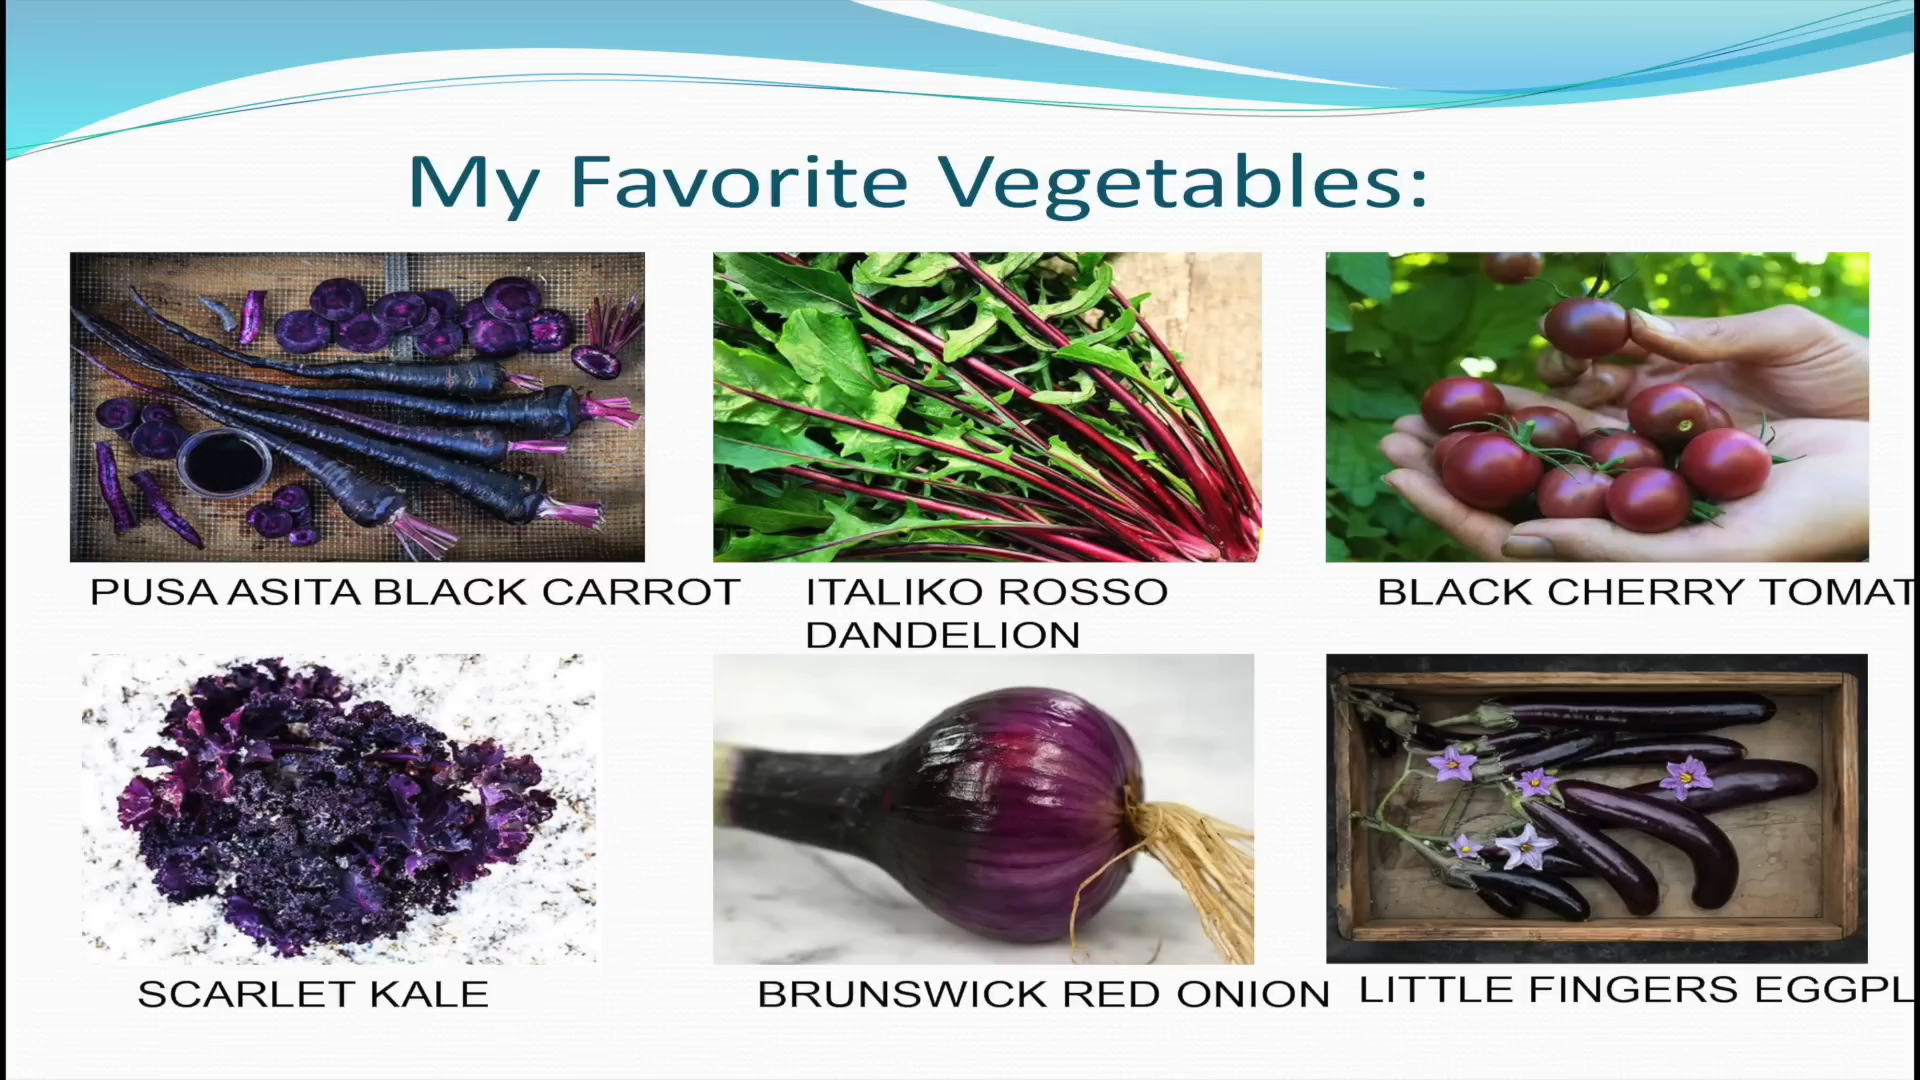 My Favorite Vegetables:
PUSA ASITA BLACK CARROT
ITALIKO ROSSO
DANDELION
BLACK CHERRY TOMAT
SCARLET KALE
BRUNSWICK RED ONION
LITTLE FINGERS EGGPL